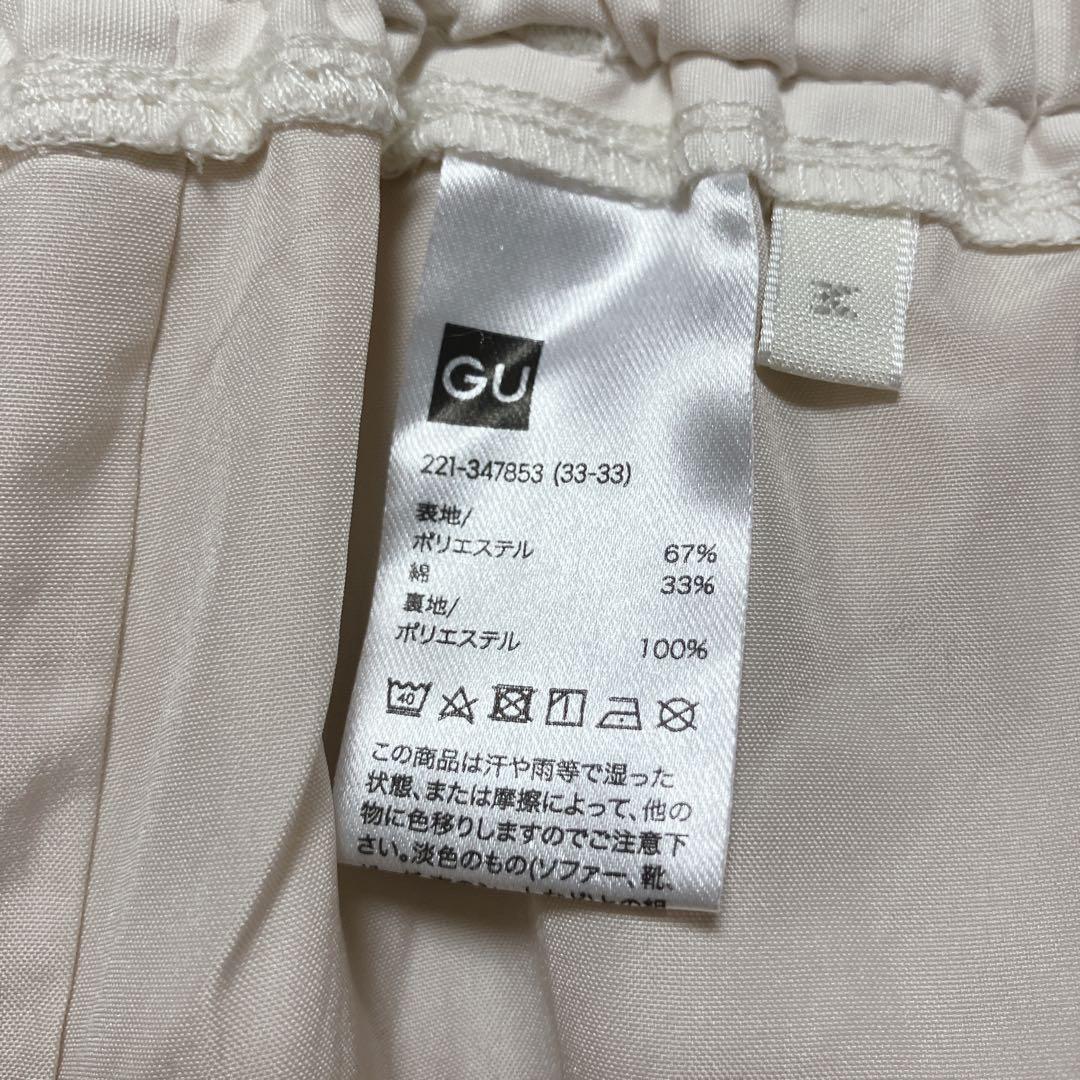 GU
221-347853 (33-33)
表地/
ポリエステル 67%
綿 33%
裏地/
ポリエステル 100%
40
この商品は汗や雨等で湿った
状態、または摩擦によって、他の
物に色移りしますのでご注意下
さい。淡色のもの(ソファー、靴、